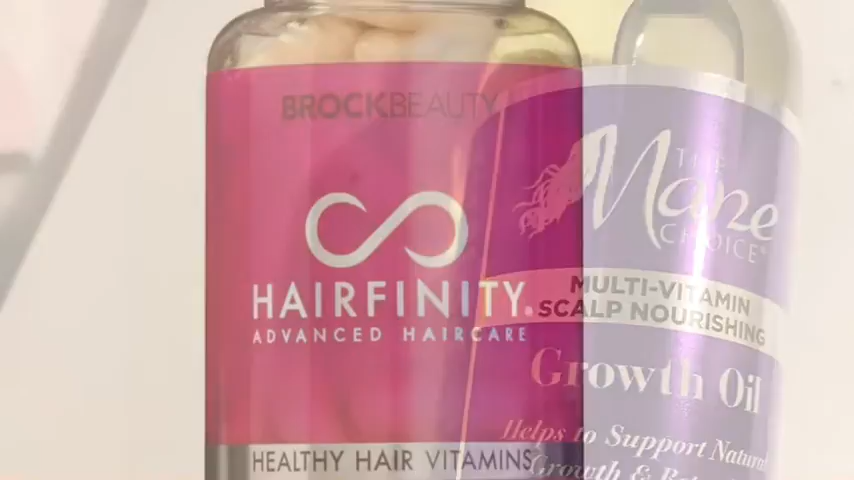 BROCKBEAUTY
HAIRFINITY
ADVANCED HAIRCARE
HEALTHY HAIR VITAMINS
THE
Mane
CHOICE
MULTI-VITAMIN
SCALP NOURISHING
Growth Oil
Helps to Support Natural
Growth &